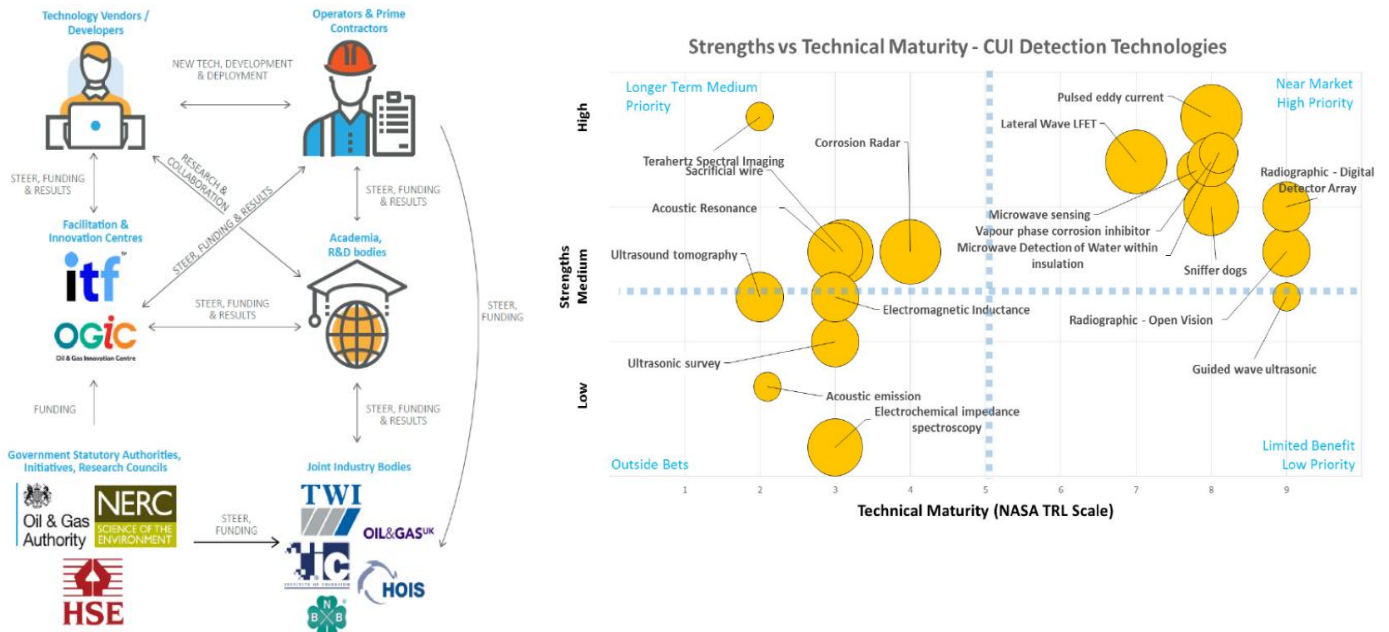 Technology Vendors /
Developers
Operators & Prime
Contractors
NEW TECH, DEVELOPMENT
& DEPLOYMENT
STEER, FUNDING
& RESULTS
RESEARCH &
COLLABORATION
STEER, FUNDING & RESULTS
STEER, FUNDING
& RESULTS
Facilitation &
Innovation Centres
itf
OGiC
Oil & Gas Innovation Centre
Academia,
R&D bodies
STEER, FUNDING
& RESULTS
STEER,
FUNDING
FUNDING
STEER, FUNDING
& RESULTS
Government Statutory Authorities,
Initiatives, Research Councils
Oil & Gas
Authority
NERC
SCIENCE OF THE
ENVIRONMENT
HSE
STEER,
FUNDING
Joint Industry Bodies
TWI
OIL&GASUK
HOIS
N
B B
Strengths vs Technical Maturity - CUI Detection Technologies
Longer Term Medium
Priority
Near Market
High Priority
High
Strengths
Medium
Low
Terahertz Spectral Imaging
Sacrificial wire
Acoustic Resonance
Ultrasound tomography
Corrosion Radar
Electromagnetic Inductance
Ultrasonic survey
Acoustic emission
Electrochemical impedance
spectroscopy
Pulsed eddy current
Lateral Wave LFET
Radiographic - Digital
Detector Array
Microwave sensing
Vapour phase corrosion inhibitor
Microwave Detection of Water within
insulation
Sniffer dogs
Radiographic - Open Vision
Guided wave ultrasonic
Outside Bets
Limited Benefit
Low Priority
1 2 3 4 5 6 7 8 9
Technical Maturity (NASA TRL Scale)